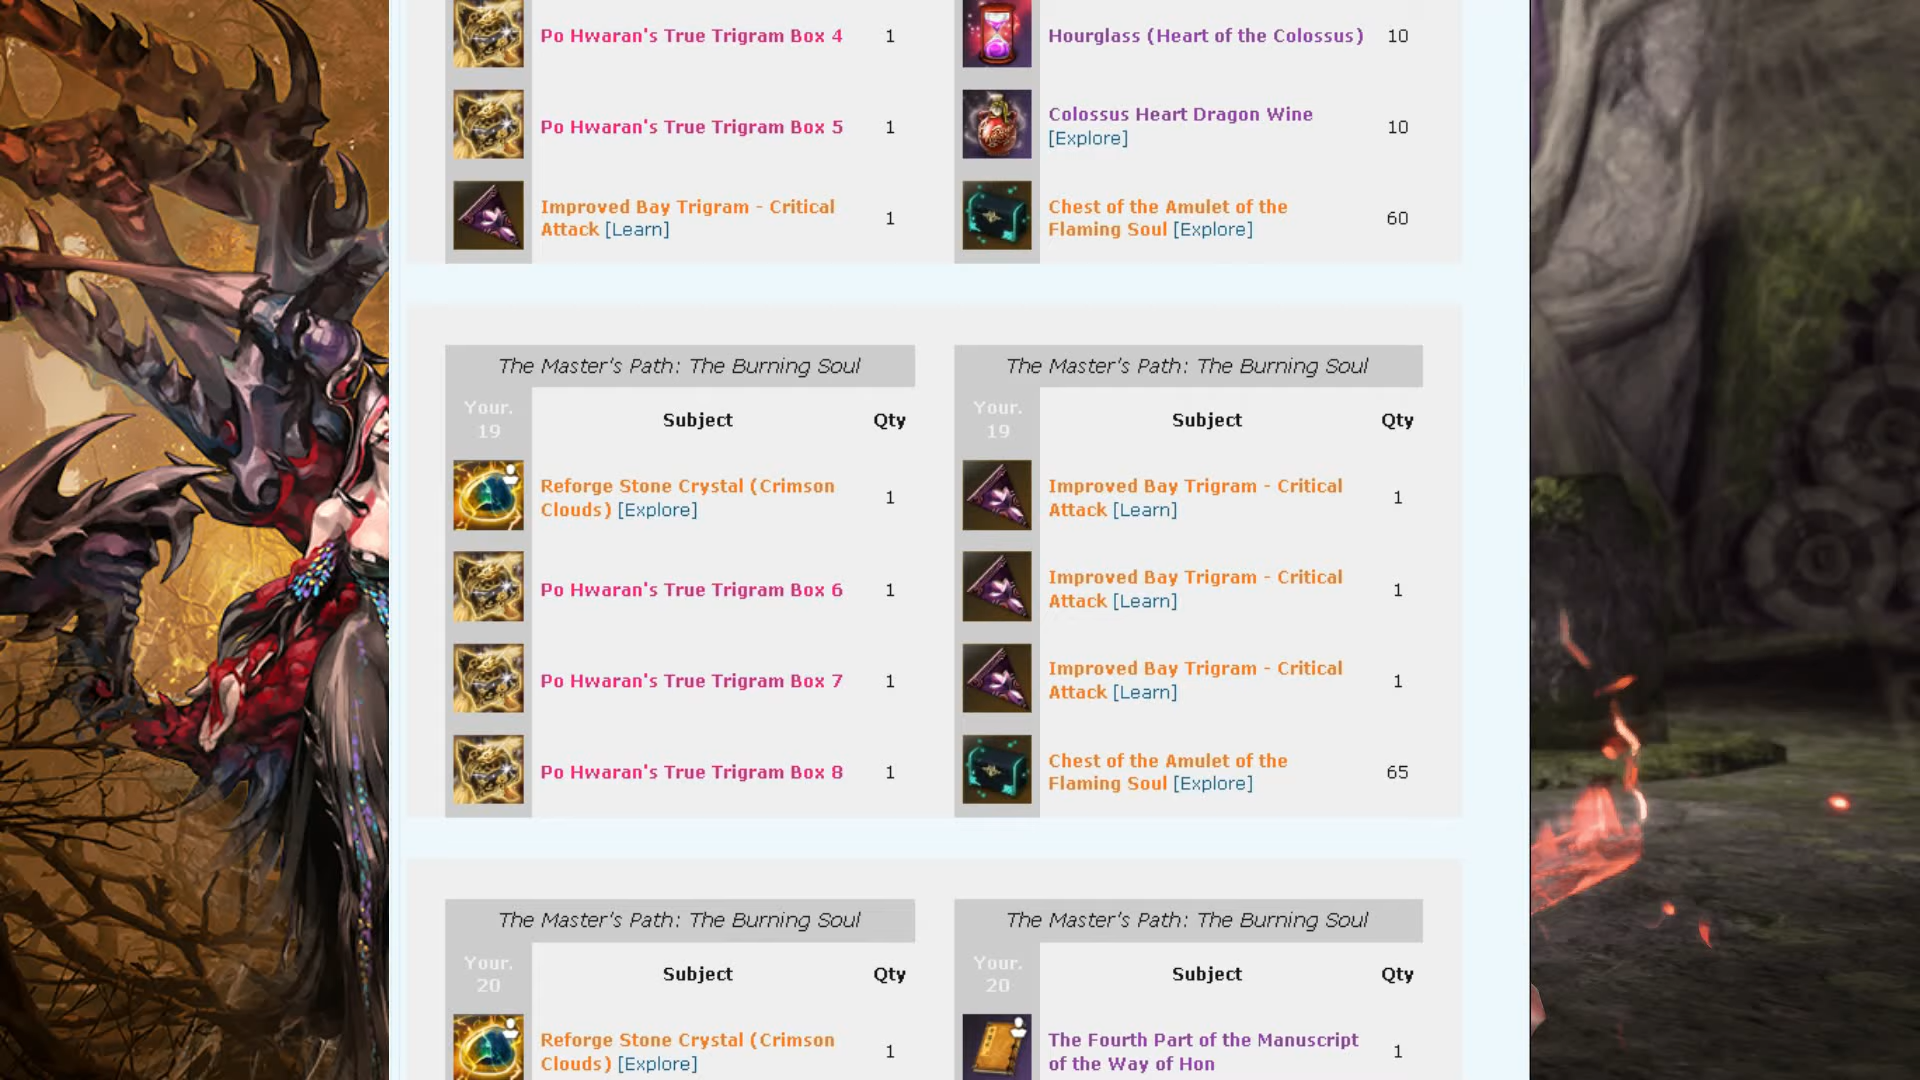 Po Hwaran's True Trigram Box 4 1
Hourglass (Heart of the Colossus) 10
Po Hwaran's True Trigram Box 5 1
Colossus Heart Dragon Wine
[Explore] 10
Improved Bay Trigram - Critical
Attack [Learn] 1
Chest of the Amulet of the
Flaming Soul [Explore] 60
The Master's Path: The Burning Soul
Your.
19
Subject Qty
Reforge Stone Crystal (Crimson
Clouds) [Explore] 1
Po Hwaran's True Trigram Box 6 1
Po Hwaran's True Trigram Box 7 1
Po Hwaran's True Trigram Box 8 1
The Master's Path: The Burning Soul
Your.
19
Subject Qty
Improved Bay Trigram - Critical
Attack [Learn] 1
Improved Bay Trigram - Critical
Attack [Learn] 1
Improved Bay Trigram - Critical
Attack [Learn] 1
Chest of the Amulet of the
Flaming Soul [Explore] 65
The Master's Path: The Burning Soul
Your.
20
Subject Qty
Reforge Stone Crystal (Crimson
Clouds) [Explore] 1
The Master's Path: The Burning Soul
Your.
20
Subject Qty
The Fourth Part of the Manuscript
of the Way of Hon 1